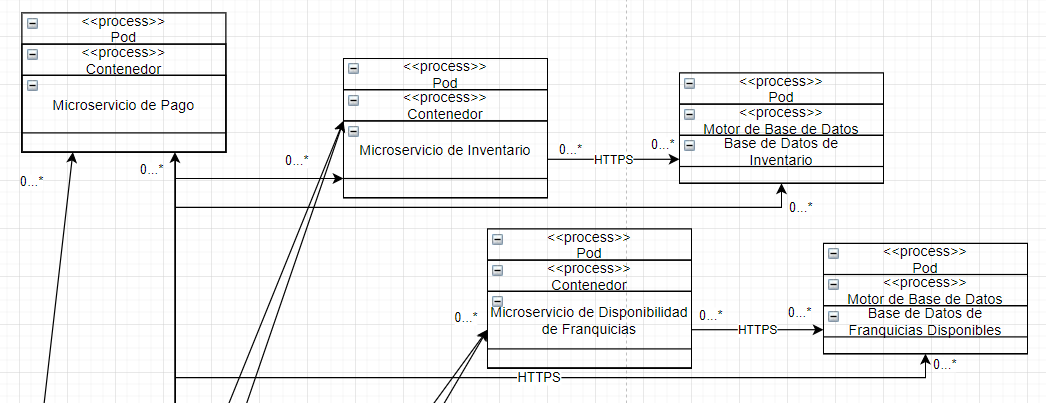 <<process>>
Pod
<<process>>
Contenedor
Microservicio de Pago
0...*
0...*
<<process>>
Pod
<<process>>
Contenedor
Microservicio de Inventario
0...*
0...*
HTTPS
0...*
<<process>>
Pod
<<process>>
Motor de Base de Datos
Base de Datos de
Inventario
0...*
<<process>>
Pod
<<process>>
Contenedor
Microservicio de Disponibilidad
de Franquicias
0...*
0...*
HTTPS
0...*
<<process>>
Pod
<<process>>
Motor de Base de Datos
Base de Datos de
Franquicias Disponibles
0...*
HTTPS